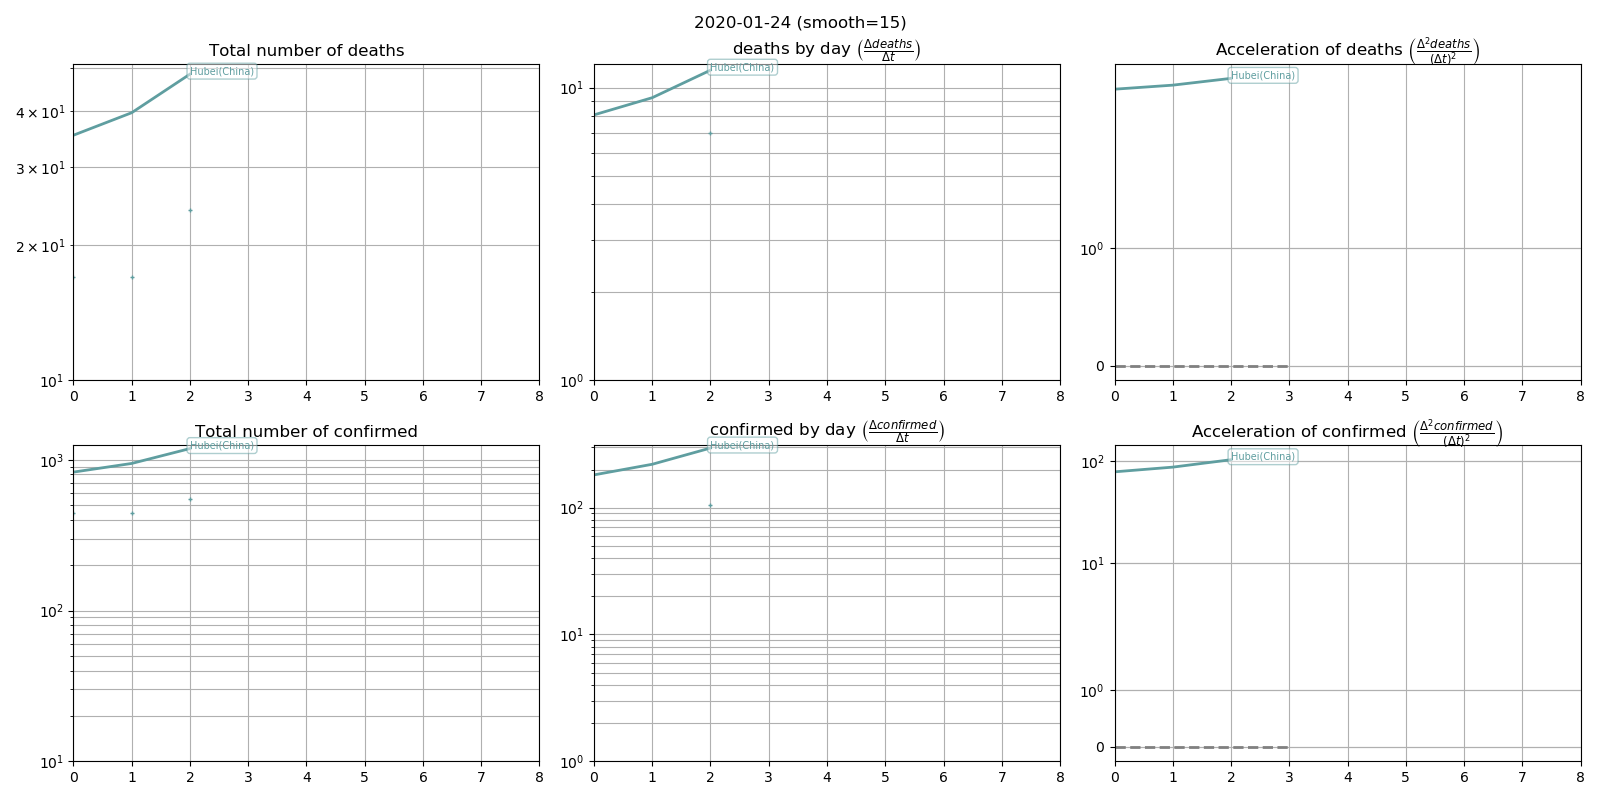 2020-01-24 (smooth=15)
Total number of deaths
deaths by day (Δdeaths/Δt)
Acceleration of deaths (Δ²deaths/(Δt)²)
Hubei(China)
Hubei(China)
Hubei(China)
4 × 10¹
3 × 10¹
2 × 10¹
10¹
0 1 2 3 4 5 6 7 8
10¹
10⁰
0 1 2 3 4 5 6 7 8
10⁰
0
0 1 2 3 4 5 6 7 8
Total number of confirmed
confirmed by day (Δconfirmed/Δt)
Acceleration of confirmed (Δ²confirmed/(Δt)²)
Hubei(China)
Hubei(China)
Hubei(China)
10³
10²
10¹
0 1 2 3 4 5 6 7 8
10²
10¹
10⁰
0 1 2 3 4 5 6 7 8
10²
10¹
10⁰
0
0 1 2 3 4 5 6 7 8